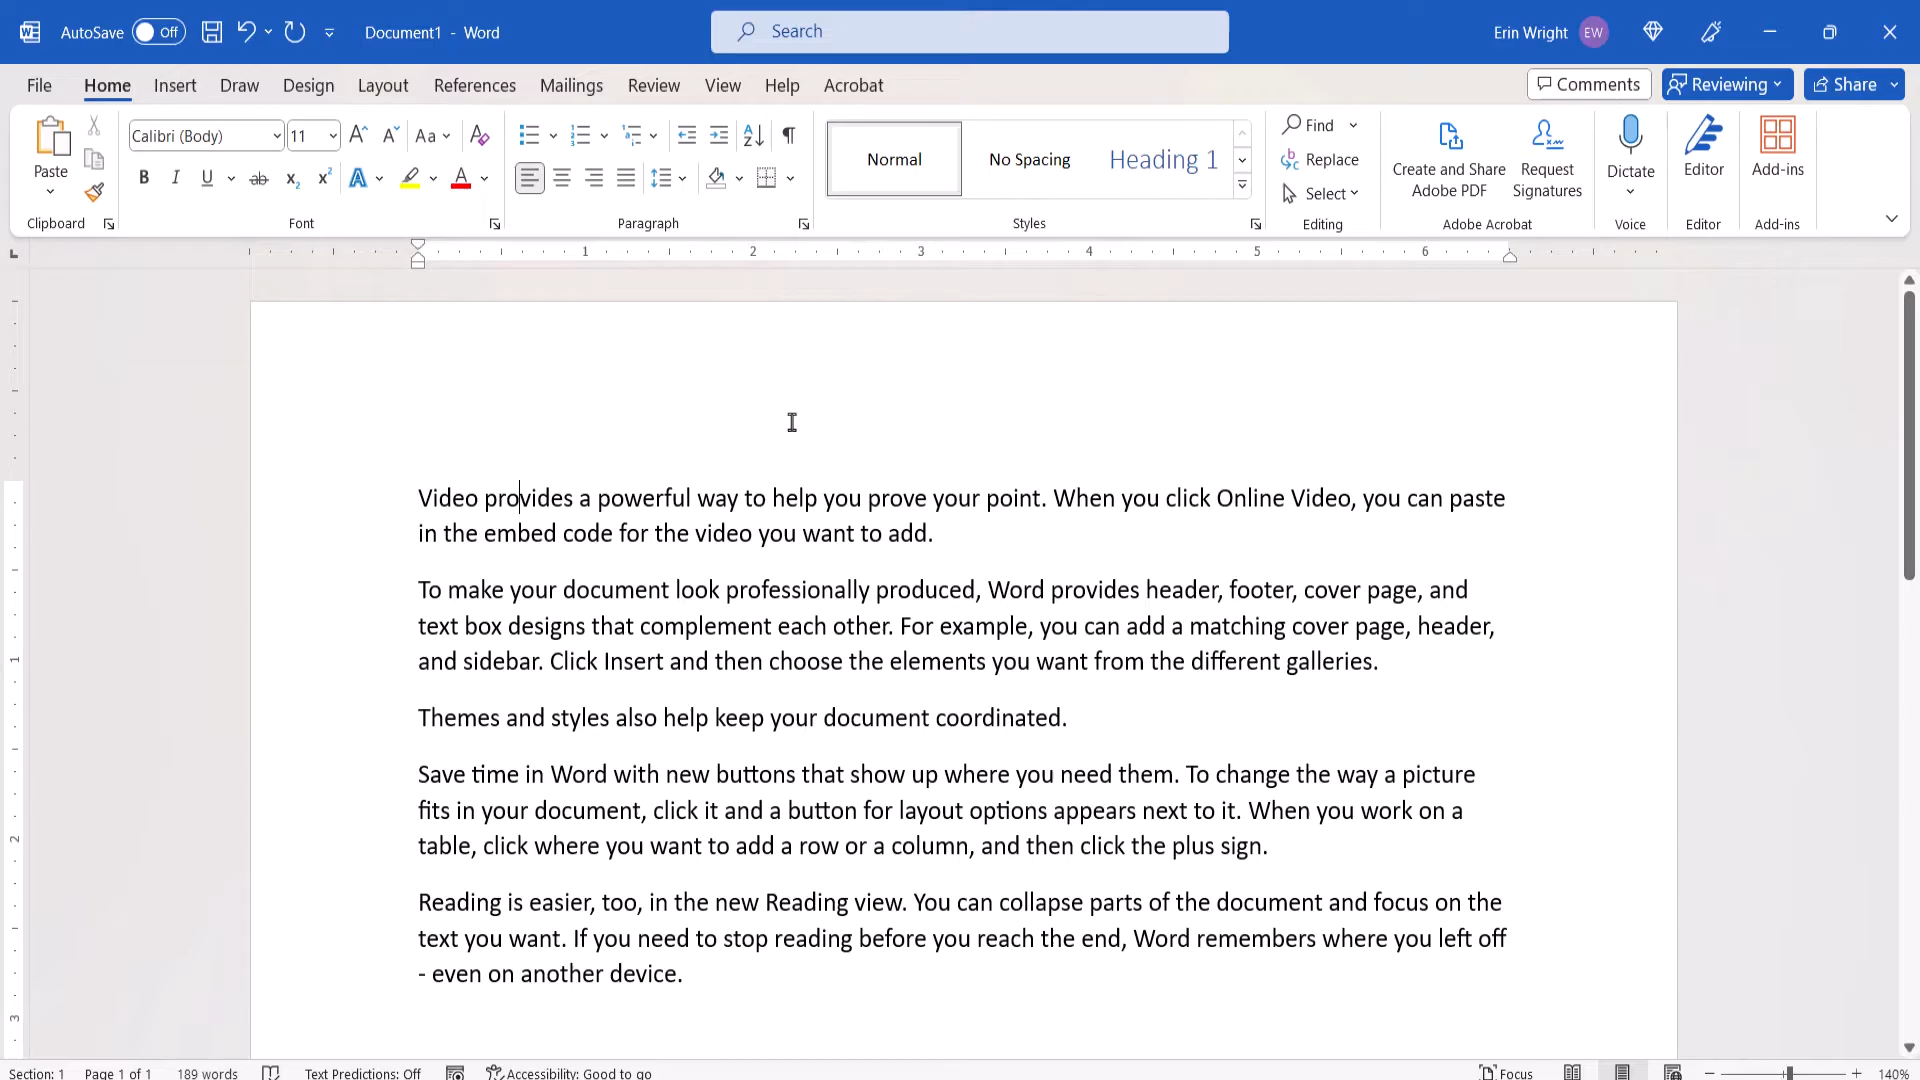 AutoSave Off Document1 - Word Search Erin Wright EW
File Home Insert Draw Design Layout References Mailings Review View Help Acrobat Comments Reviewing Share
Paste Calibri (Body) 11 Aa Normal No Spacing Heading 1 Find Replace Select Create and Share Adobe PDF Request Signatures Dictate Editor Add-ins
Clipboard Font Paragraph Styles Editing Adobe Acrobat Voice Editor Add-ins
1 2 3 4 5 6
Video provides a powerful way to help you prove your point. When you click Online Video, you can paste
in the embed code for the video you want to add.
To make your document look professionally produced, Word provides header, footer, cover page, and
text box designs that complement each other. For example, you can add a matching cover page, header,
and sidebar. Click Insert and then choose the elements you want from the different galleries.
Themes and styles also help keep your document coordinated.
Save time in Word with new buttons that show up where you need them. To change the way a picture
fits in your document, click it and a button for layout options appears next to it. When you work on a
table, click where you want to add a row or a column, and then click the plus sign.
Reading is easier, too, in the new Reading view. You can collapse parts of the document and focus on the
text you want. If you need to stop reading before you reach the end, Word remembers where you left off
- even on another device.
1
2
3
Section: 1 Page 1 of 1 189 words Text Predictions: Off Accessibility: Good to go Focus 140%